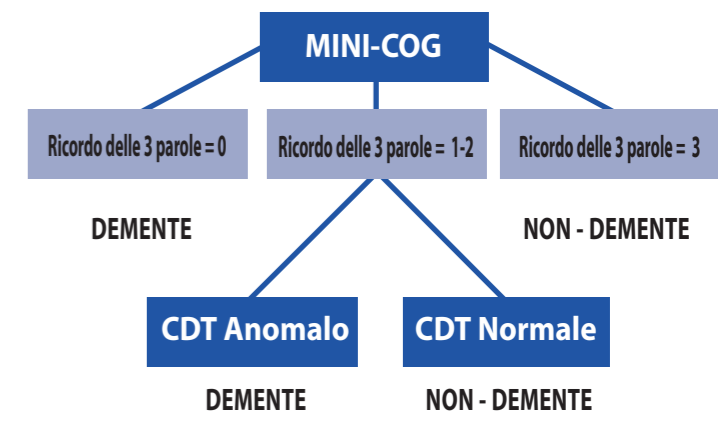 MINI-COG
Ricordo delle 3 parole = 0
Ricordo delle 3 parole = 1-2
Ricordo delle 3 parole = 3
DEMENTE
NON - DEMENTE
CDT Anomalo
CDT Normale
DEMENTE
NON - DEMENTE